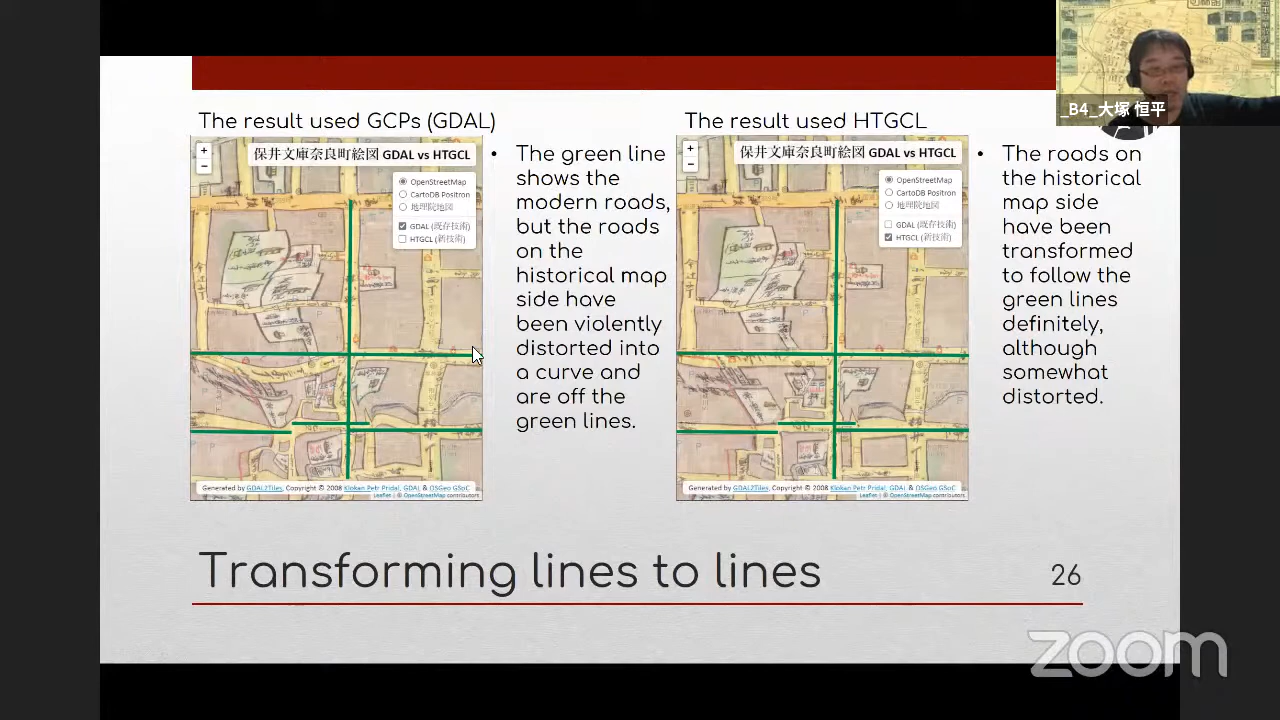 _B4_大塚 恒平
The result used GCPs (GDAL)
保井文庫奈良町絵図 GDAL vs HTGCL
+
−
OpenStreetMap
CartoDB Positron
地理院地図
GDAL (既存技術)
HTGCL (新技術)
Generated by GDAL2Tiles, Copyright © 2008 Klokan Petr Pridal, GDAL & OSGeo GSoC
Leaflet | © OpenStreetMap contributors
• The green line
shows the
modern roads,
but the roads
on the
historical map
side have
been violently
distorted into
a curve and
are off the
green lines.
The result used HTGCL
保井文庫奈良町絵図 GDAL vs HTGCL
+
−
OpenStreetMap
CartoDB Positron
地理院地図
GDAL (既存技術)
HTGCL (新技術)
Generated by GDAL2Tiles, Copyright © 2008 Klokan Petr Pridal, GDAL & OSGeo GSoC
Leaflet | © OpenStreetMap contributors
• The roads on
the historical
map side
have been
transformed
to follow the
green lines
definitely,
although
somewhat
distorted.
Transforming lines to lines
26
zoom